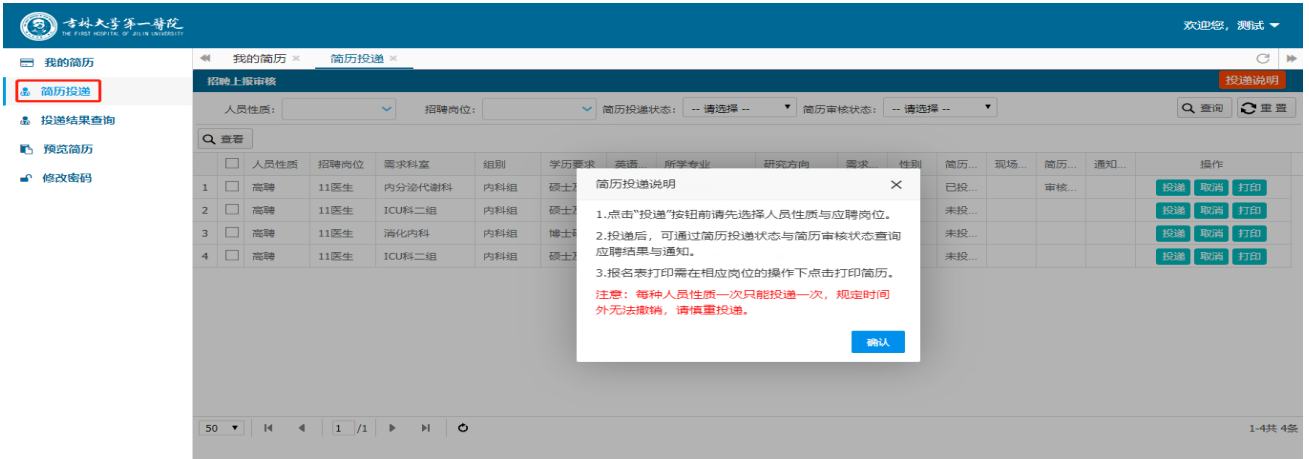 吉林大学第一醫院
THE FIRST HOSPITAL OF JILIN UNIVERSITY
欢迎您，测试
我的简历
简历投递
投递结果查询
预览简历
修改密码
我的简历 × 简历投递 ×
招聘上报审核 投递说明
人员性质： 招聘岗位： 简历投递状态： -- 请选择 -- 简历审核状态： -- 请选择 -- 查询 重置
查看
人员性质 招聘岗位 需求科室 组别 学历要求 英语... 所学专业 研究方向 需求... 性别 简历... 现场... 简历... 通知... 操作
1 高聘 11医生 内分泌代谢科 内科组 硕士 已投... 审核... 投递 取消 打印
2 高聘 11医生 ICU科二组 内科组 硕士 未投... 投递 取消 打印
3 高聘 11医生 消化内科 内科组 博士 未投... 投递 取消 打印
4 高聘 11医生 ICU科二组 内科组 硕士 未投... 投递 取消 打印
简历投递说明
1.点击“投递”按钮前请先选择人员性质与应聘岗位。
2.投递后，可通过简历投递状态与简历审核状态查询
应聘结果与通知。
3.报名表打印需在相应岗位的操作下点击打印简历。
注意：每种人员性质一次只能投递一次，规定时间
外无法撤销，请慎重投递。
确认
50 1 /1 1-4共 4条